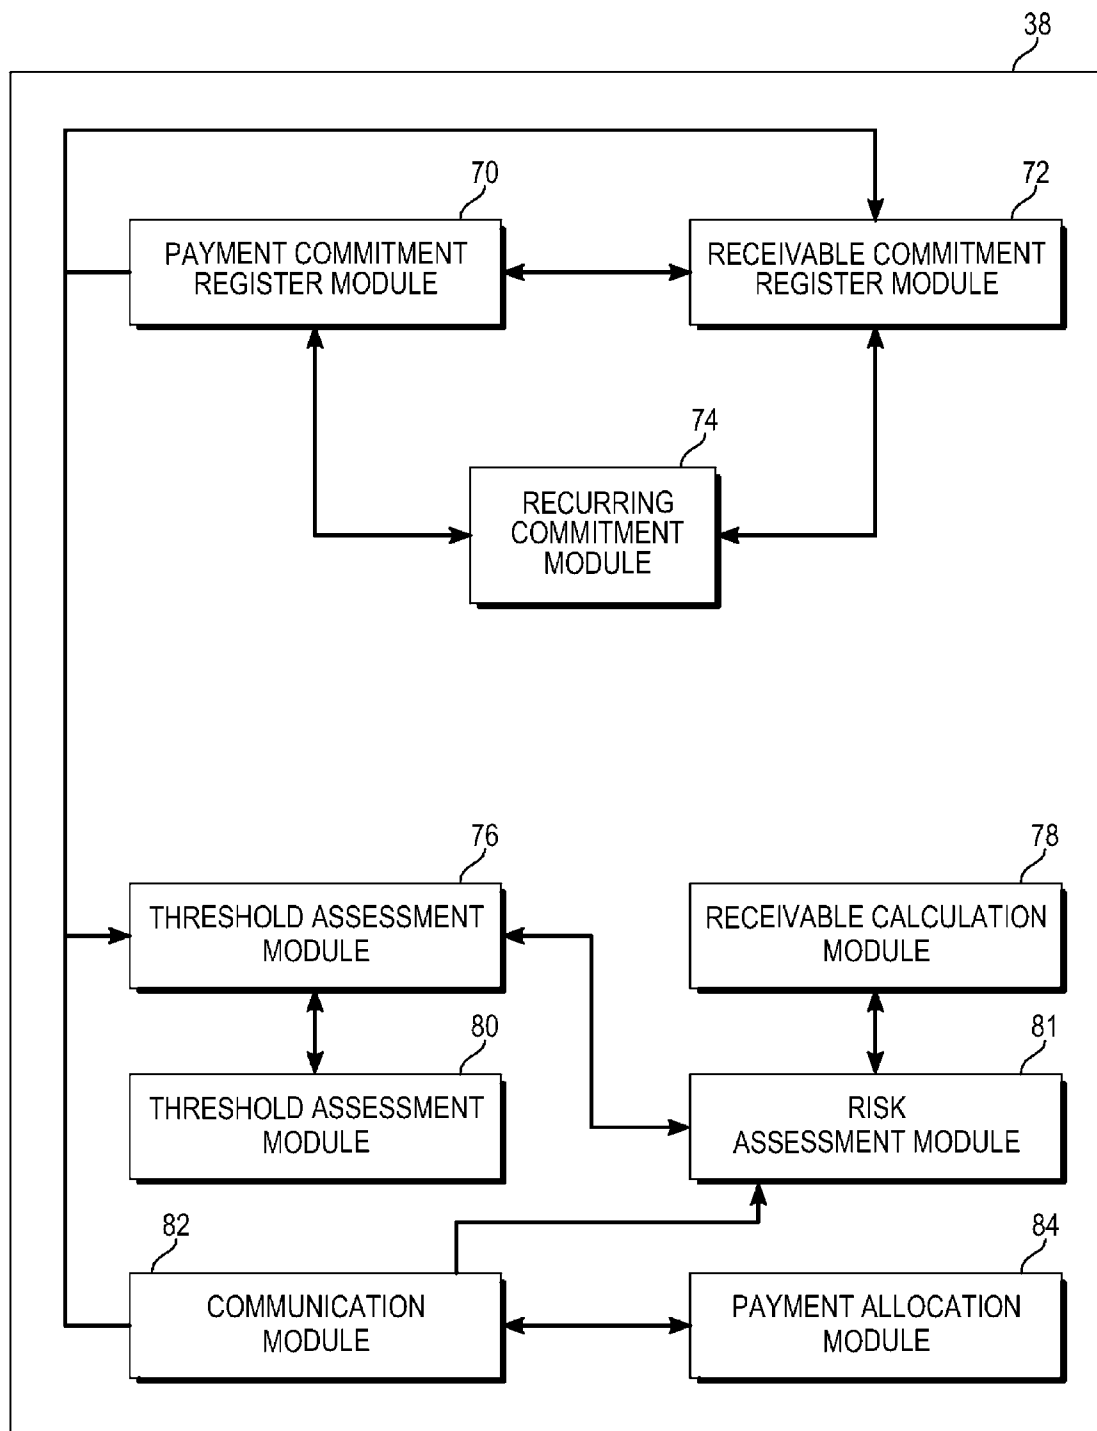 38
70
PAYMENT COMMITMENT
REGISTER MODULE
72
RECEIVABLE COMMITMENT
REGISTER MODULE
74
RECURRING
COMMITMENT
MODULE
76
THRESHOLD ASSESSMENT
MODULE
78
RECEIVABLE CALCULATION
MODULE
80
THRESHOLD ASSESSMENT
MODULE
81
RISK
ASSESSMENT MODULE
82
COMMUNICATION
MODULE
84
PAYMENT ALLOCATION
MODULE